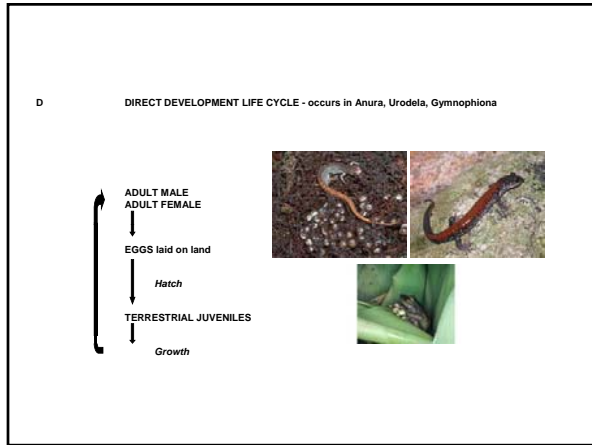 D DIRECT DEVELOPMENT LIFE CYCLE - occurs in Anura, Urodela, Gymnophiona
ADULT MALE
ADULT FEMALE
EGGS laid on land
Hatch
TERRESTRIAL JUVENILES
Growth